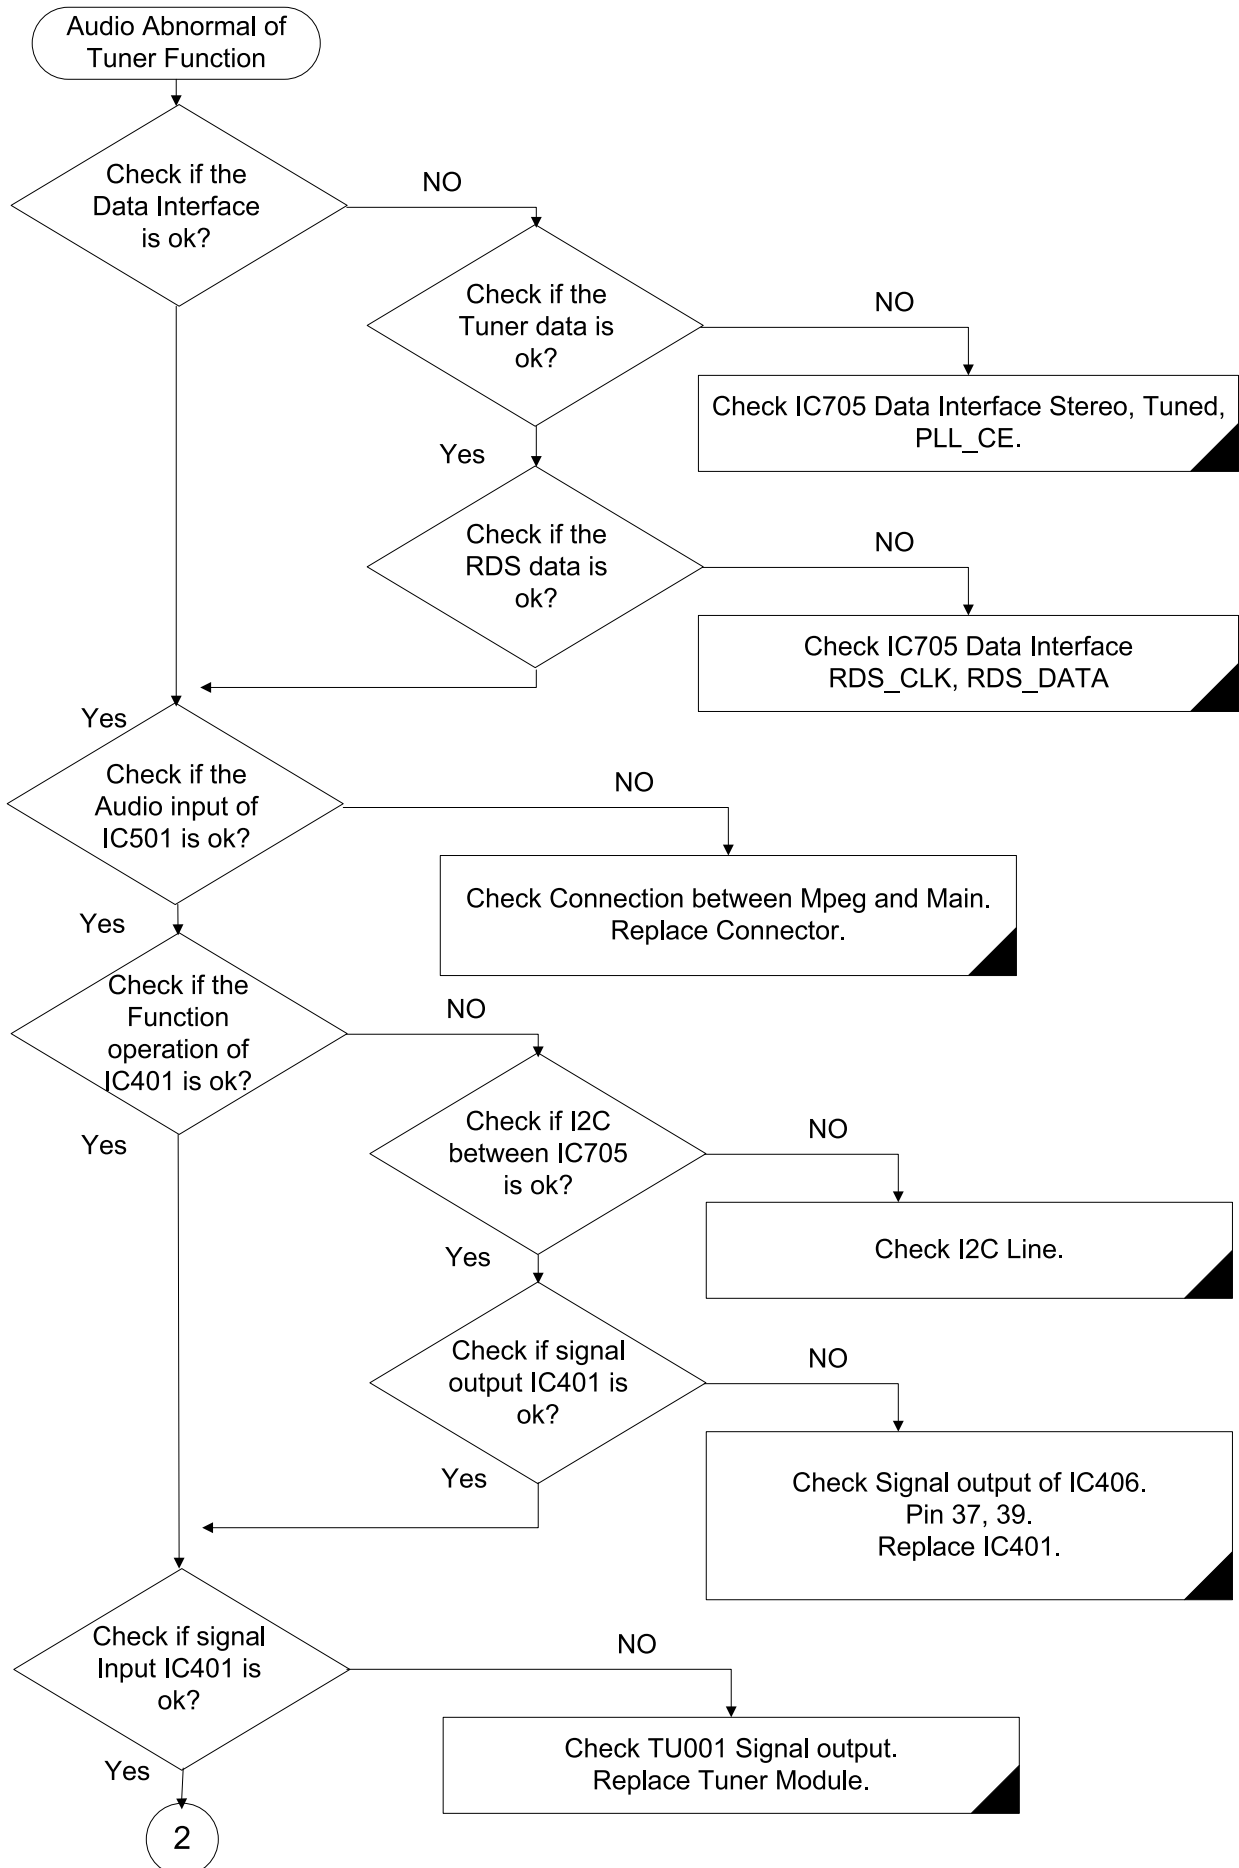 Audio Abnormal of
Tuner Function
Check if the
Data Interface
is ok?
NO
Check if the
Tuner data is
ok?
NO
Check IC705 Data Interface Stereo, Tuned,
PLL_CE.
Yes
Check if the
RDS data is
ok?
NO
Check IC705 Data Interface
RDS_CLK, RDS_DATA
Yes
Check if the
Audio input of
IC501 is ok?
NO
Check Connection between Mpeg and Main.
Replace Connector.
Yes
Check if the
Function
operation of
IC401 is ok?
NO
Check if I2C
between IC705
is ok?
NO
Check I2C Line.
Yes
Yes
Check if signal
output IC401 is
ok?
NO
Check Signal output of IC406.
Pin 37, 39.
Replace IC401.
Yes
Check if signal
Input IC401 is
ok?
NO
Check TU001 Signal output.
Replace Tuner Module.
Yes
2